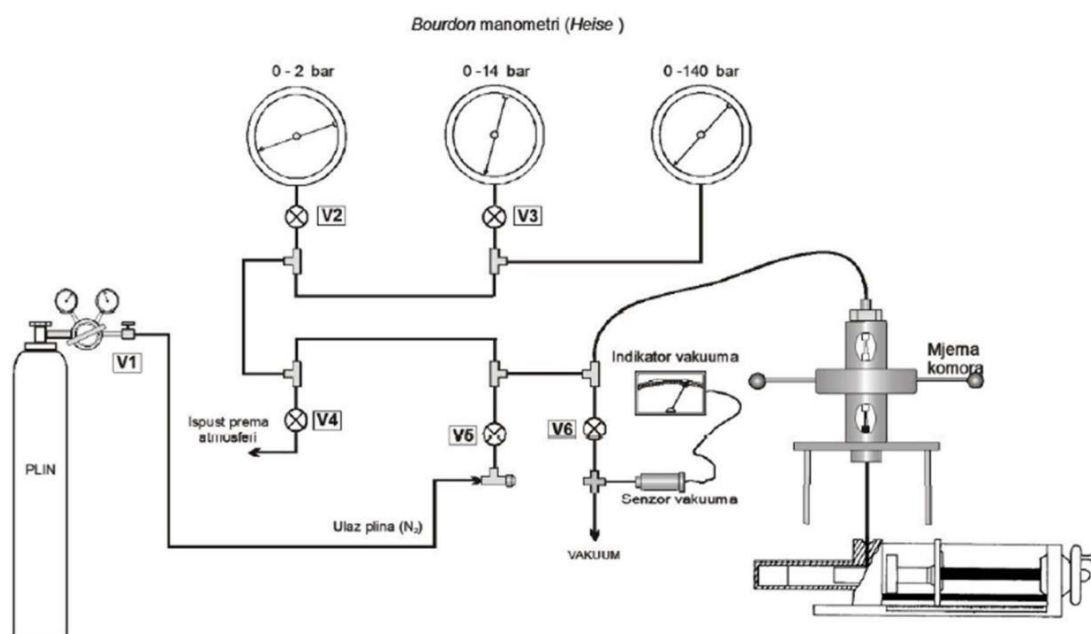 Bourdon manometri (Heise )
0 - 2 bar
0 -14 bar
0 -140 bar
V2
V3
V1
Indikator vakuuma
Mjerna
komora
Ispust prema
atmosferi
V4
V5
V6
PLIN
Senzor vakuuma
Ulaz plina (N₂)
VAKUUM